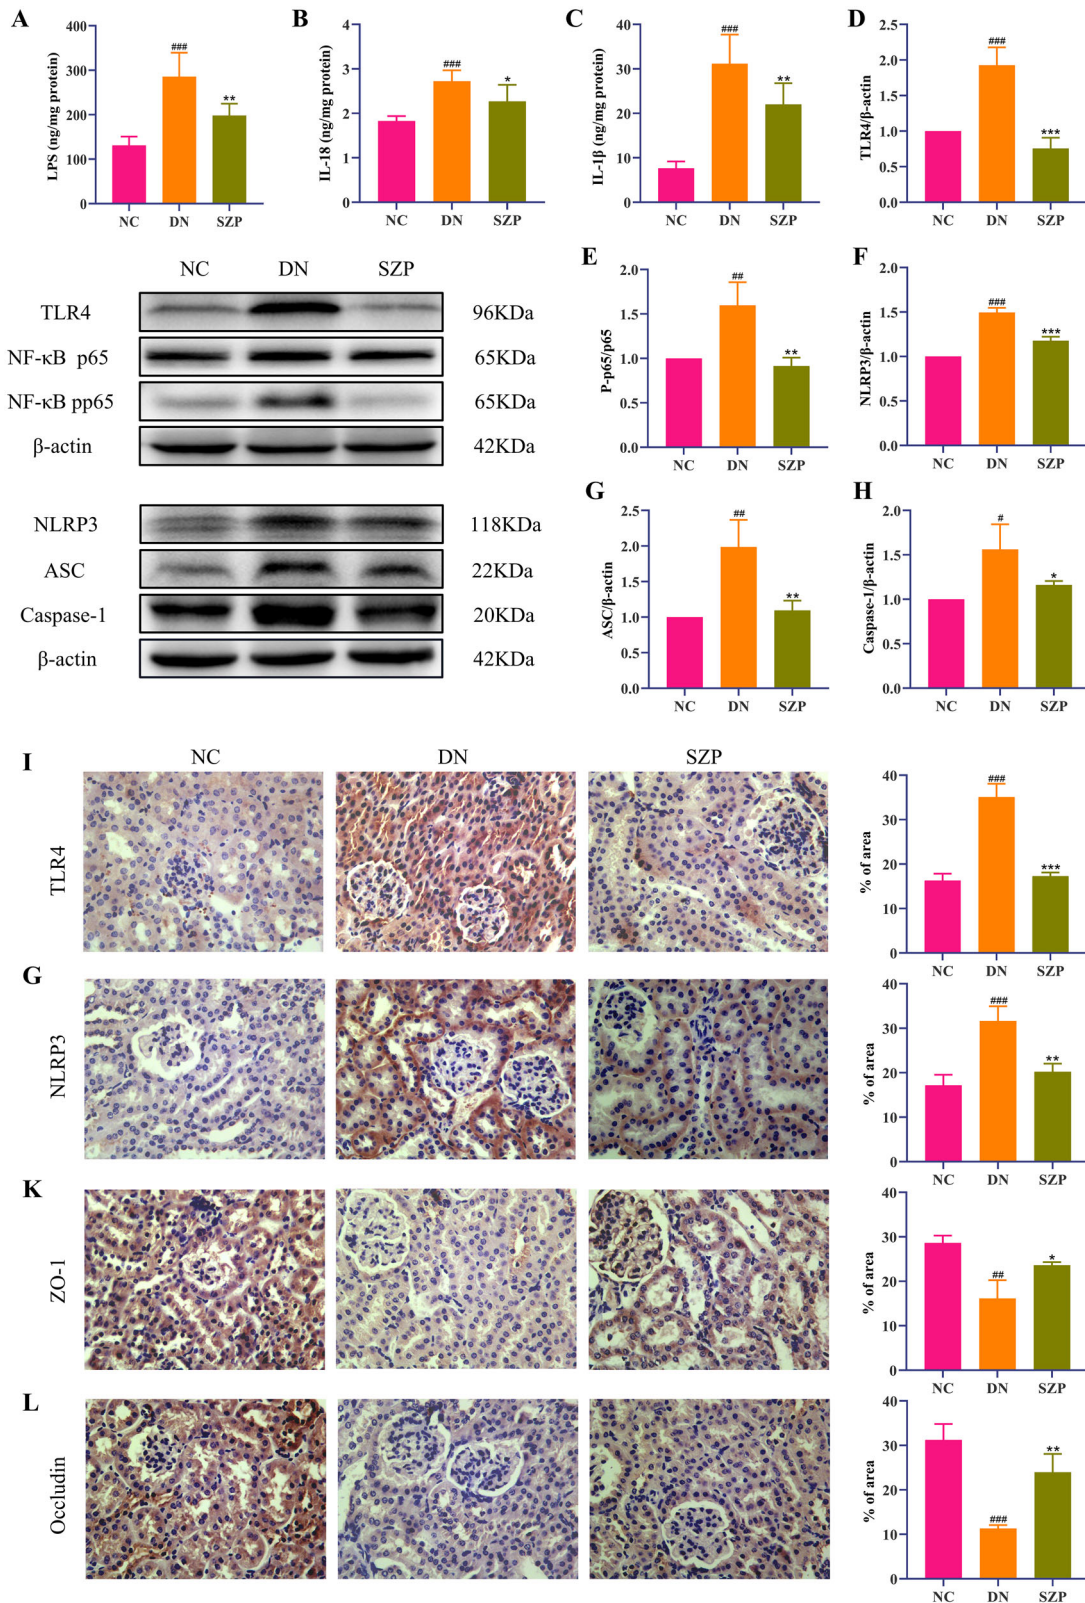 A
LPS (ng/mg protein)
400
300
200
100
0
###
**
NC DN SZP
B
IL-18 (ng/mg protein)
4
3
2
1
0
###
*
NC DN SZP
C
IL-1β (ng/mg protein)
40
30
20
10
0
###
**
NC DN SZP
D
TLR4/β-actin
2.5
2.0
1.5
1.0
0.5
0.0
###
***
NC DN SZP
NC DN SZP
TLR4 96KDa
NF-κB p65 65KDa
NF-κB pp65 65KDa
β-actin 42KDa
NLRP3 118KDa
ASC 22KDa
Caspase-1 20KDa
β-actin 42KDa
E
P-p65/p65
2.0
1.5
1.0
0.5
0.0
##
**
NC DN SZP
F
NLRP3/β-actin
2.0
1.5
1.0
0.5
0.0
###
***
NC DN SZP
G
ASC/β-actin
2.5
2.0
1.5
1.0
0.5
0.0
##
**
NC DN SZP
H
Caspase-1/β-actin
2.0
1.5
1.0
0.5
0.0
#
*
NC DN SZP
I
NC DN SZP
TLR4
% of area
40
30
20
10
0
###
***
NC DN SZP
G
NLRP3
% of area
40
30
20
10
0
###
**
NC DN SZP
K
ZO-1
% of area
40
30
20
10
0
##
*
NC DN SZP
L
Occludin
% of area
40
30
20
10
0
###
**
NC DN SZP